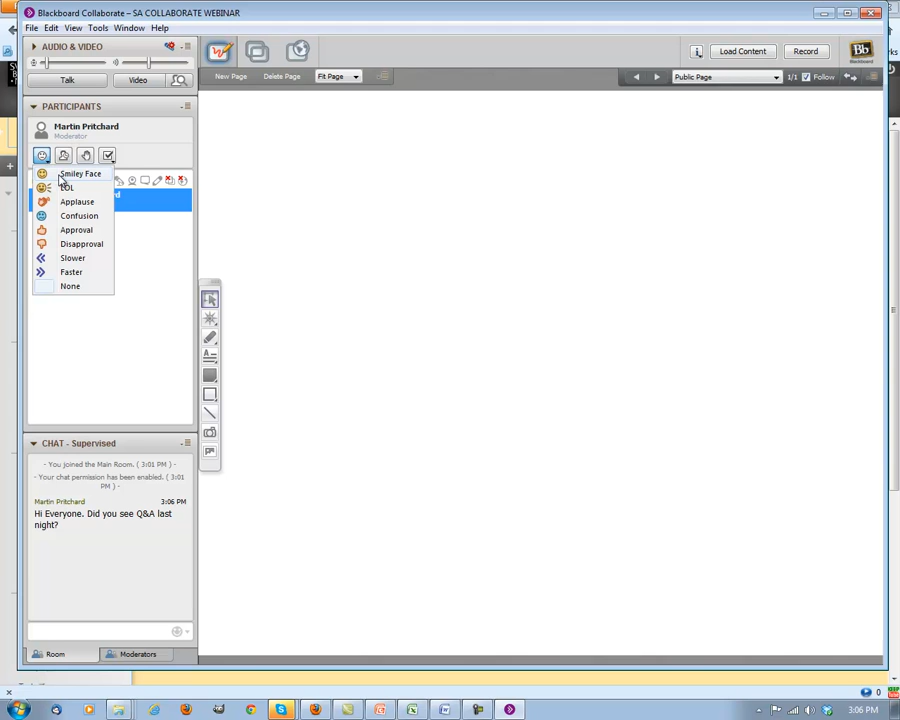 Blackboard Collaborate – SA COLLABORATE WEBINAR
File Edit View Tools Window Help
AUDIO & VIDEO
Talk Video
PARTICIPANTS
Martin Pritchard
Moderator
Smiley Face
LOL
Applause
Confusion
Approval
Disapproval
Slower
Faster
None
CHAT - Supervised
- You joined the Main Room. ( 3:01 PM ) -
- Your chat permission has been enabled. ( 3:01
PM ) -
Martin Pritchard 3:06 PM
Hi Everyone. Did you see Q&A last
night?
Room Moderators
Load Content Record
Bb
Blackboard
New Page Delete Page Fit Page
Public Page 1/1 Follow
0
3:06 PM